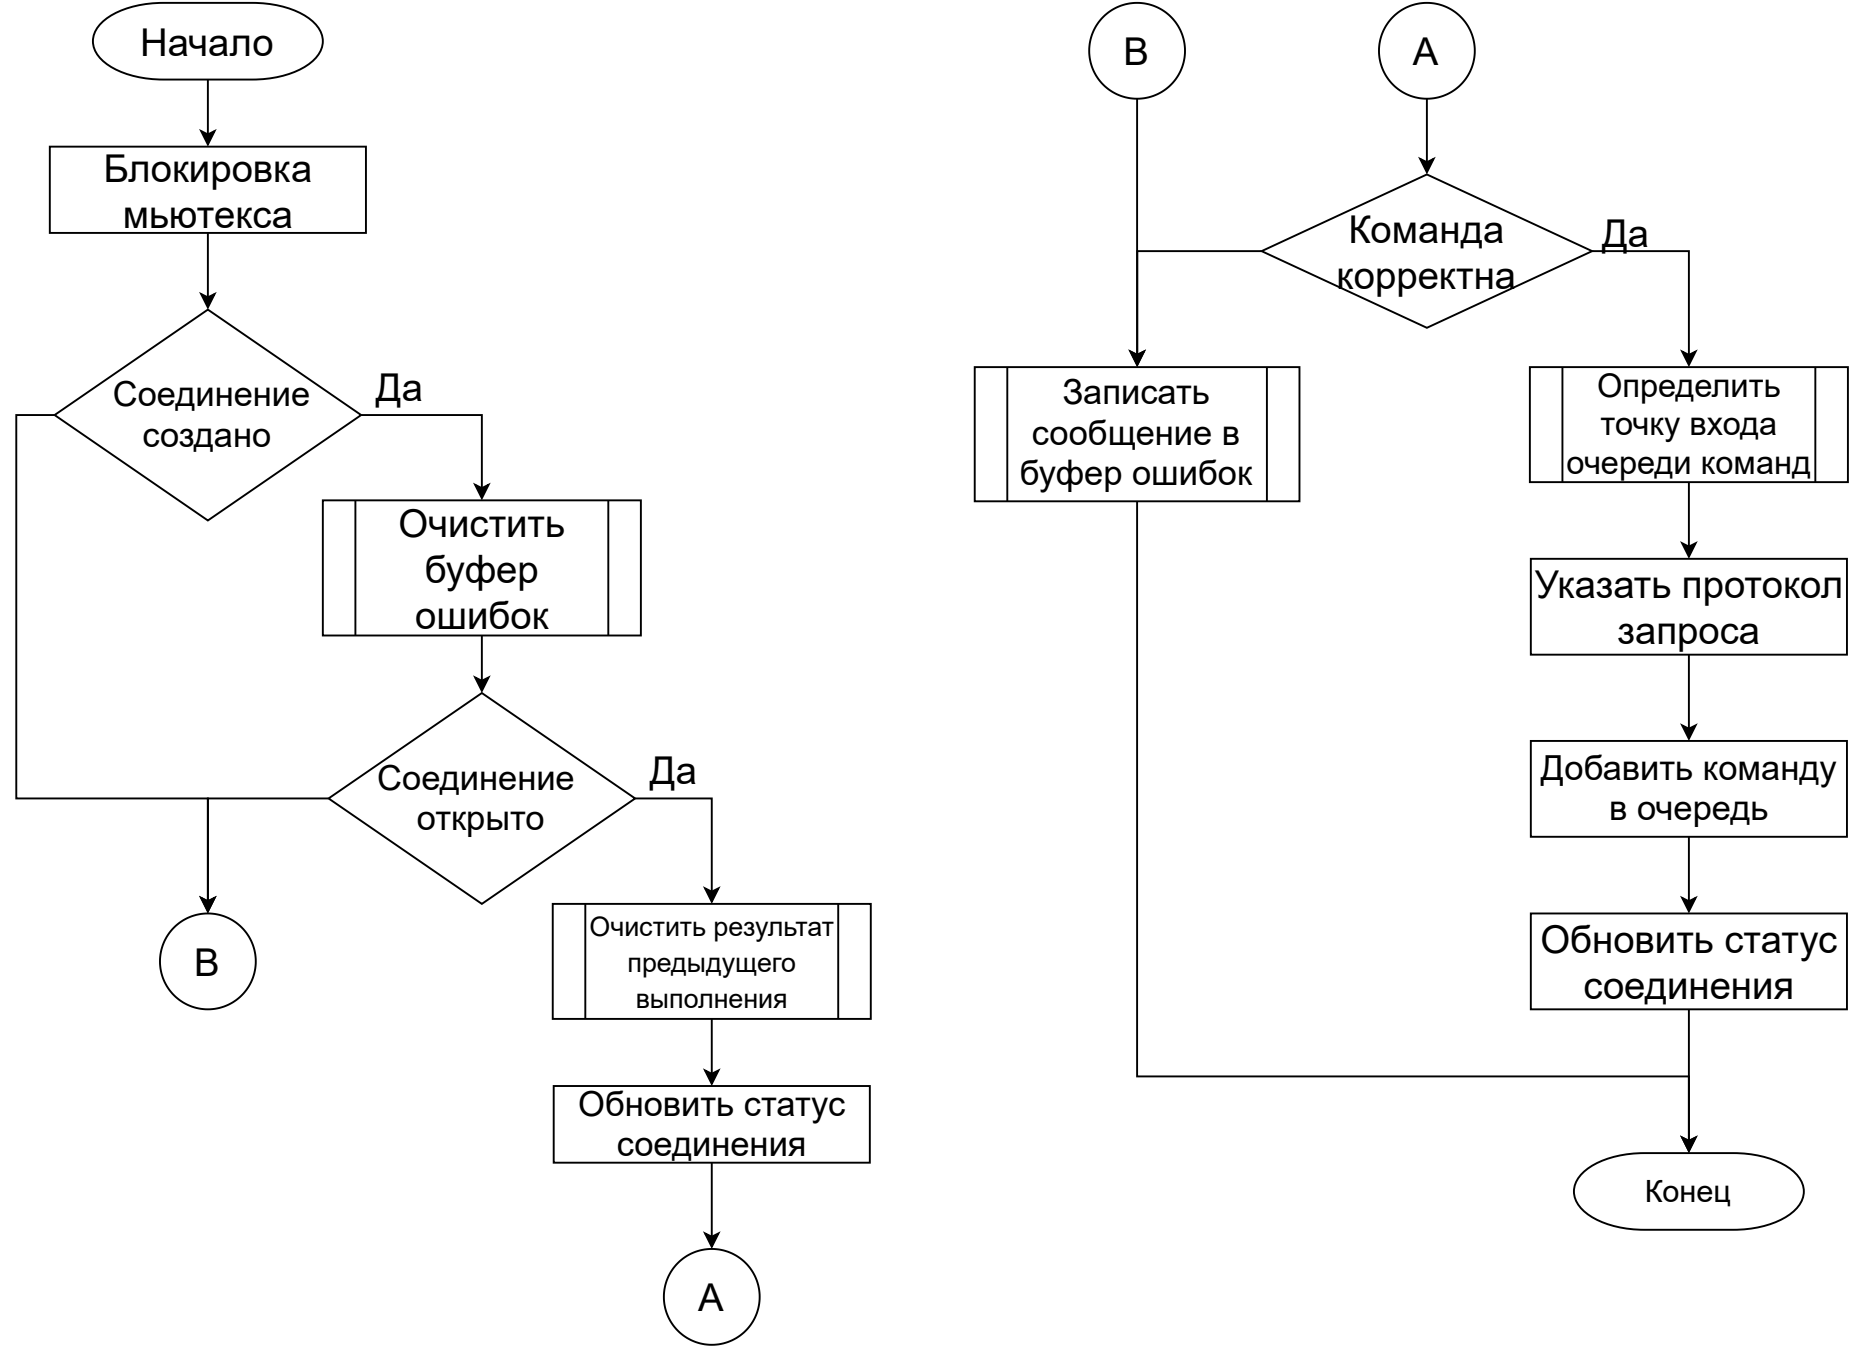 Начало
Блокировка
мьютекса
Соединение
создано
Да
Очистить
буфер
ошибок
Соединение
открыто
Да
B
Очистить результат
предыдущего
выполнения
Обновить статус
соединения
A
B
A
Команда
корректна
Да
Записать
сообщение в
буфер ошибок
Определить
точку входа
очереди команд
Указать протокол
запроса
Добавить команду
в очередь
Обновить статус
соединения
Конец